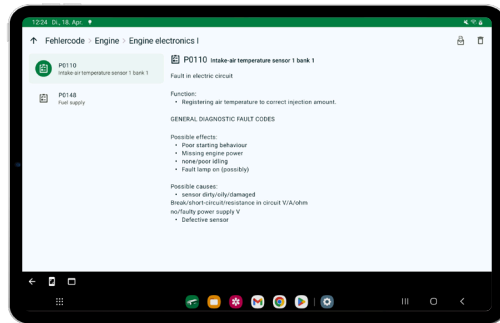 12:24 Di., 18. Apr.
Fehlercode > Engine > Engine electronics I
P0110
Intake-air temperature sensor 1 bank 1
P0148
Fuel supply
P0110 Intake-air temperature sensor 1 bank 1
Fault in electric circuit
Function:
• Registering air temperature to correct injection amount.
GENERAL DIAGNOSTIC FAULT CODES
Possible effects:
• Poor starting behaviour
• Missing engine power
• none/poor idling
• Fault lamp on (possibly)
Possible causes:
• sensor dirty/oily/damaged
Break/short-circuit/resistance in circuit V/A/ohm
no/faulty power supply V
• Defective sensor